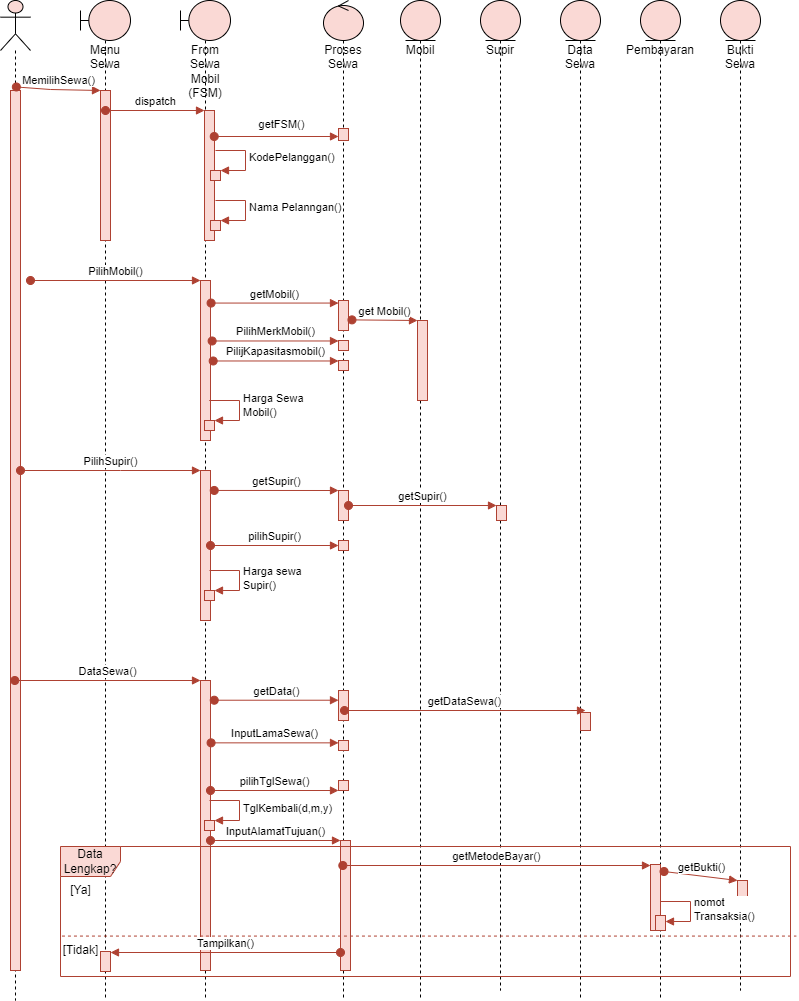 Menu
Sewa
From
Sewa
Mobil
(FSM)
Proses
Sewa
Mobil
Supir
Data
Sewa
Pembayaran
Bukti
Sewa
MemilihSewa()
dispatch
getFSM()
KodePelanggan()
Nama Pelanngan()
PilihMobil()
getMobil()
get Mobil()
PilihMerkMobil()
PilijKapasitasmobil()
Harga Sewa
Mobil()
PilihSupir()
getSupir()
getSupir()
pilihSupir()
Harga sewa
Supir()
DataSewa()
getData()
getDataSewa()
InputLamaSewa()
pilihTglSewa()
TglKembali(d,m,y)
InputAlamatTujuan()
Data
Lengkap?
getMetodeBayar()
getBukti()
[Ya]
nomot
Transaksia()
[Tidak]
Tampilkan()